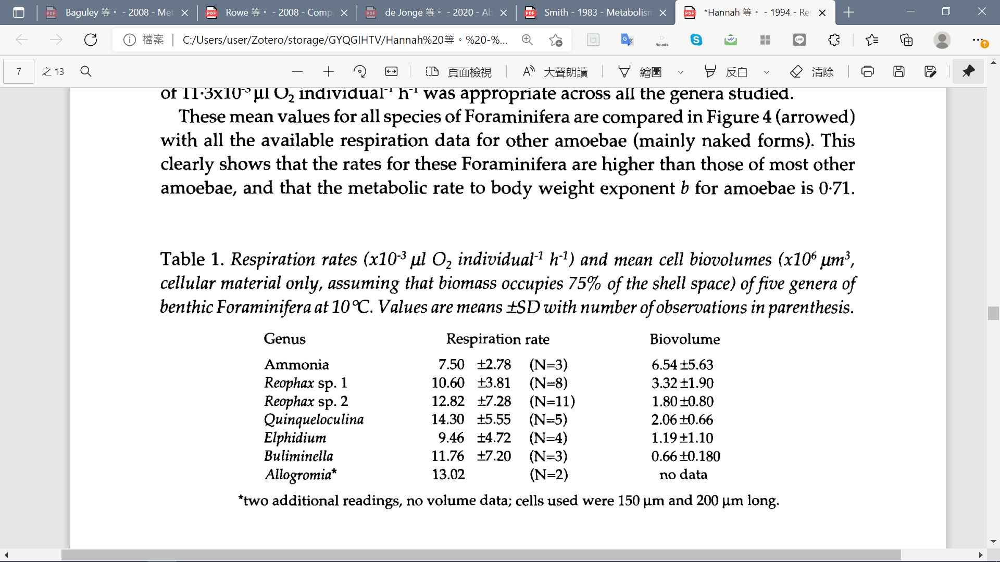 Baguley 等。 - 2008 - Met
Rowe 等。 - 2008 - Comp
de Jonge 等。 - 2020 - Ab
Smith - 1983 - Metabolism
*Hannah 等。 - 1994 - Re
檔案
C:/Users/user/Zotero/storage/GYQGIHTV/Hannah%20等。%20-%...
No ads
LINE
7 之 13
頁面檢視
大聲朗讀
繪圖
反白
清除
of 11·3x10⁻³ µl O₂ individual⁻¹ h⁻¹ was appropriate across all the genera studied.
These mean values for all species of Foraminifera are compared in Figure 4 (arrowed)
with all the available respiration data for other amoebae (mainly naked forms). This
clearly shows that the rates for these Foraminifera are higher than those of most other
amoebae, and that the metabolic rate to body weight exponent b for amoebae is 0·71.
Table 1. Respiration rates (x10⁻³ µl O₂ individual⁻¹ h⁻¹) and mean cell biovolumes (x10⁶ µm³,
cellular material only, assuming that biomass occupies 75% of the shell space) of five genera of
benthic Foraminifera at 10°C. Values are means ±SD with number of observations in parenthesis.
Genus Respiration rate Biovolume
Ammonia 7.50 ±2.78 (N=3) 6.54 ±5.63
Reophax sp. 1 10.60 ±3.81 (N=8) 3.32 ±1.90
Reophax sp. 2 12.82 ±7.28 (N=11) 1.80 ±0.80
Quinqueloculina 14.30 ±5.55 (N=5) 2.06 ±0.66
Elphidium 9.46 ±4.72 (N=4) 1.19 ±1.10
Buliminella 11.76 ±7.20 (N=3) 0.66 ±0.180
Allogromia* 13.02 (N=2) no data
*two additional readings, no volume data; cells used were 150 µm and 200 µm long.